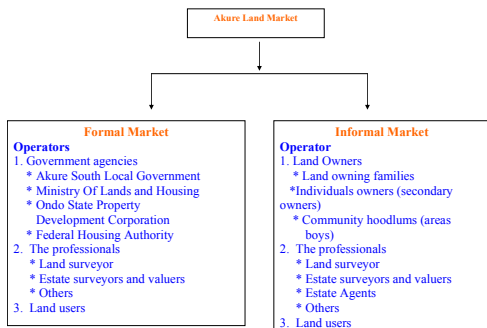 Akure Land Market
Formal Market
Operators
1. Government agencies
* Akure South Local Government
* Ministry Of Lands and Housing
* Ondo State Property
Development Corporation
* Federal Housing Authority
2. The professionals
* Land surveyor
* Estate surveyors and valuers
* Others
3. Land users
Informal Market
Operator
1. Land Owners
* Land owning families
*Individuals owners (secondary
owners)
* Community hoodlums (areas
boys)
2. The professionals
* Land surveyor
* Estate surveyors and valuers
* Estate Agents
* Others
3. Land users